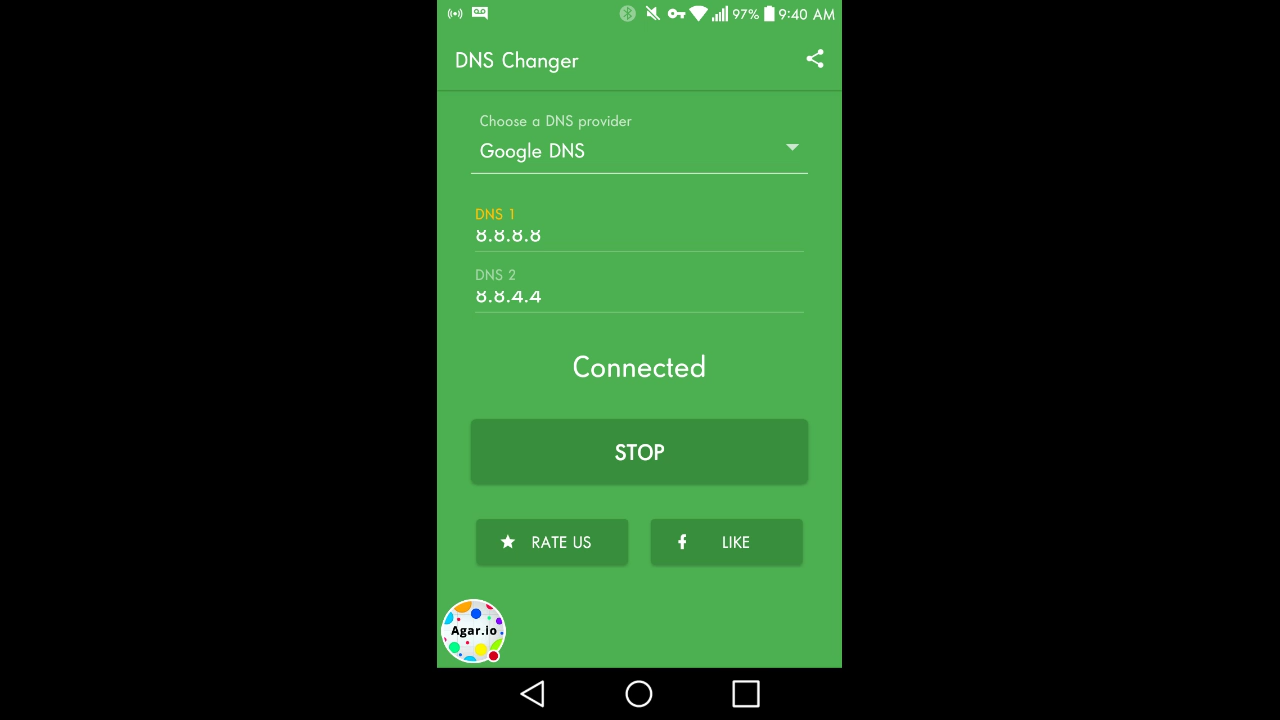 97% 9:40 AM
DNS Changer
Choose a DNS provider
Google DNS
DNS 1
8.8.8.8
DNS 2
8.8.4.4
Connected
STOP
RATE US
LIKE
Agar.io